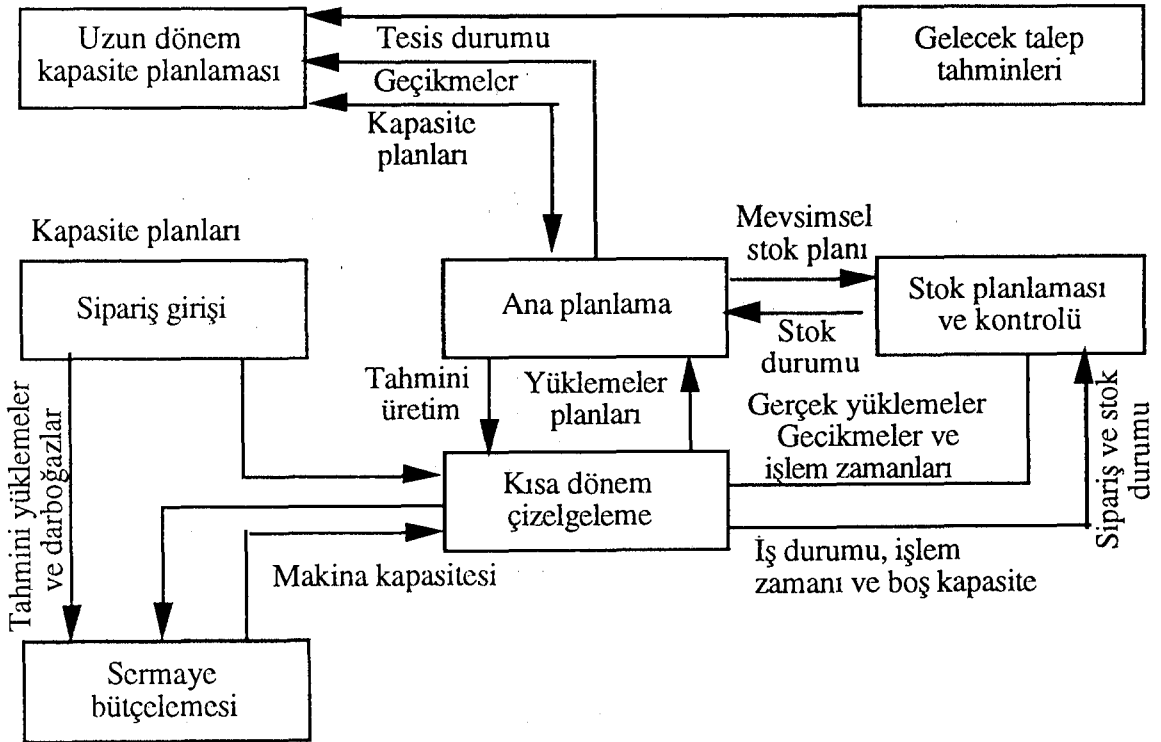 Uzun dönem
kapasite planlaması
Tesis durumu
Geçikmeler
Kapasite
planları
Gelecek talep
tahminleri
Kapasite planları
Sipariş girişi
Ana planlama
Mevsimsel
stok planı
Stok
durumu
Stok planlaması
ve kontrolü
Tahmini
üretim
Yüklemeler
planları
Gerçek yüklemeler
Gecikmeler ve
işlem zamanları
Sipariş ve stok
durumu
Tahmini yüklemeler
ve darboğazlar
Kısa dönem
çizelgeleme
Makina kapasitesi
İş durumu, işlem
zamanı ve boş kapasite
Sermaye
bütçelemesi